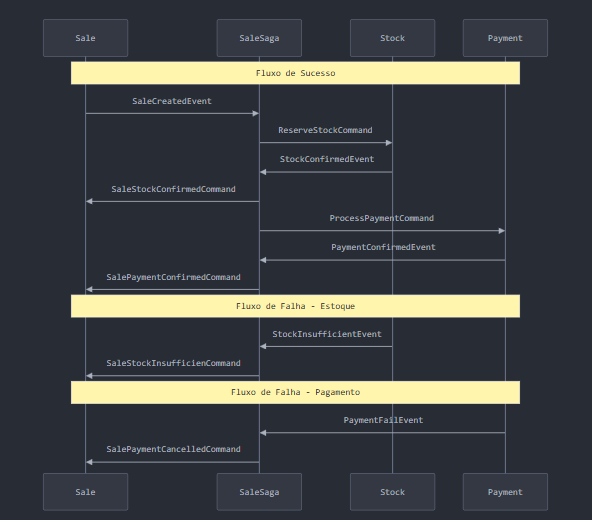 Sale SaleSaga Stock Payment
Fluxo de Sucesso
SaleCreatedEvent
ReserveStockCommand
StockConfirmedEvent
SaleStockConfirmedCommand
ProcessPaymentCommand
PaymentConfirmedEvent
SalePaymentConfirmedCommand
Fluxo de Falha - Estoque
StockInsufficientEvent
SaleStockInsufficienCommand
Fluxo de Falha - Pagamento
PaymentFailEvent
SalePaymentCancelledCommand
Sale SaleSaga Stock Payment